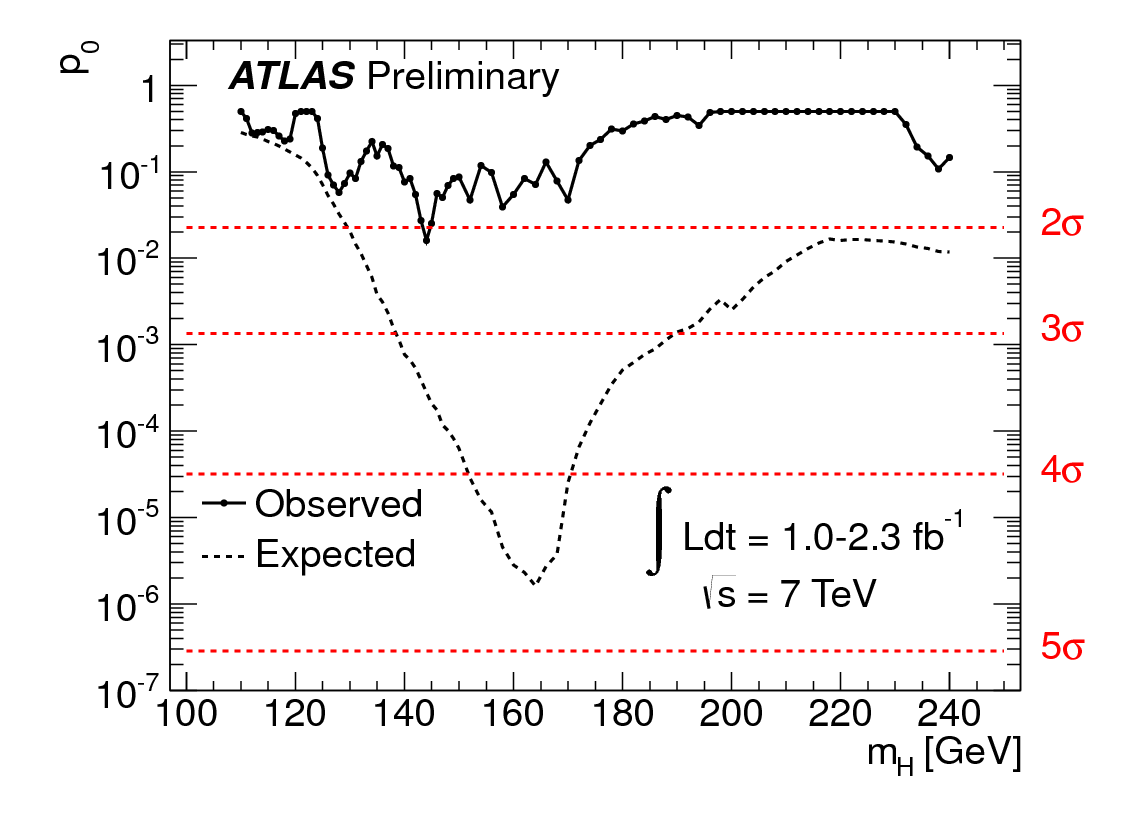 p₀
ATLAS Preliminary
1
10⁻¹
2σ
10⁻²
3σ
10⁻³
10⁻⁴
4σ
Observed
10⁻⁵
∫ Ldt = 1.0-2.3 fb⁻¹
Expected
√s = 7 TeV
10⁻⁶
5σ
10⁻⁷
100 120 140 160 180 200 220 240
m_H [GeV]